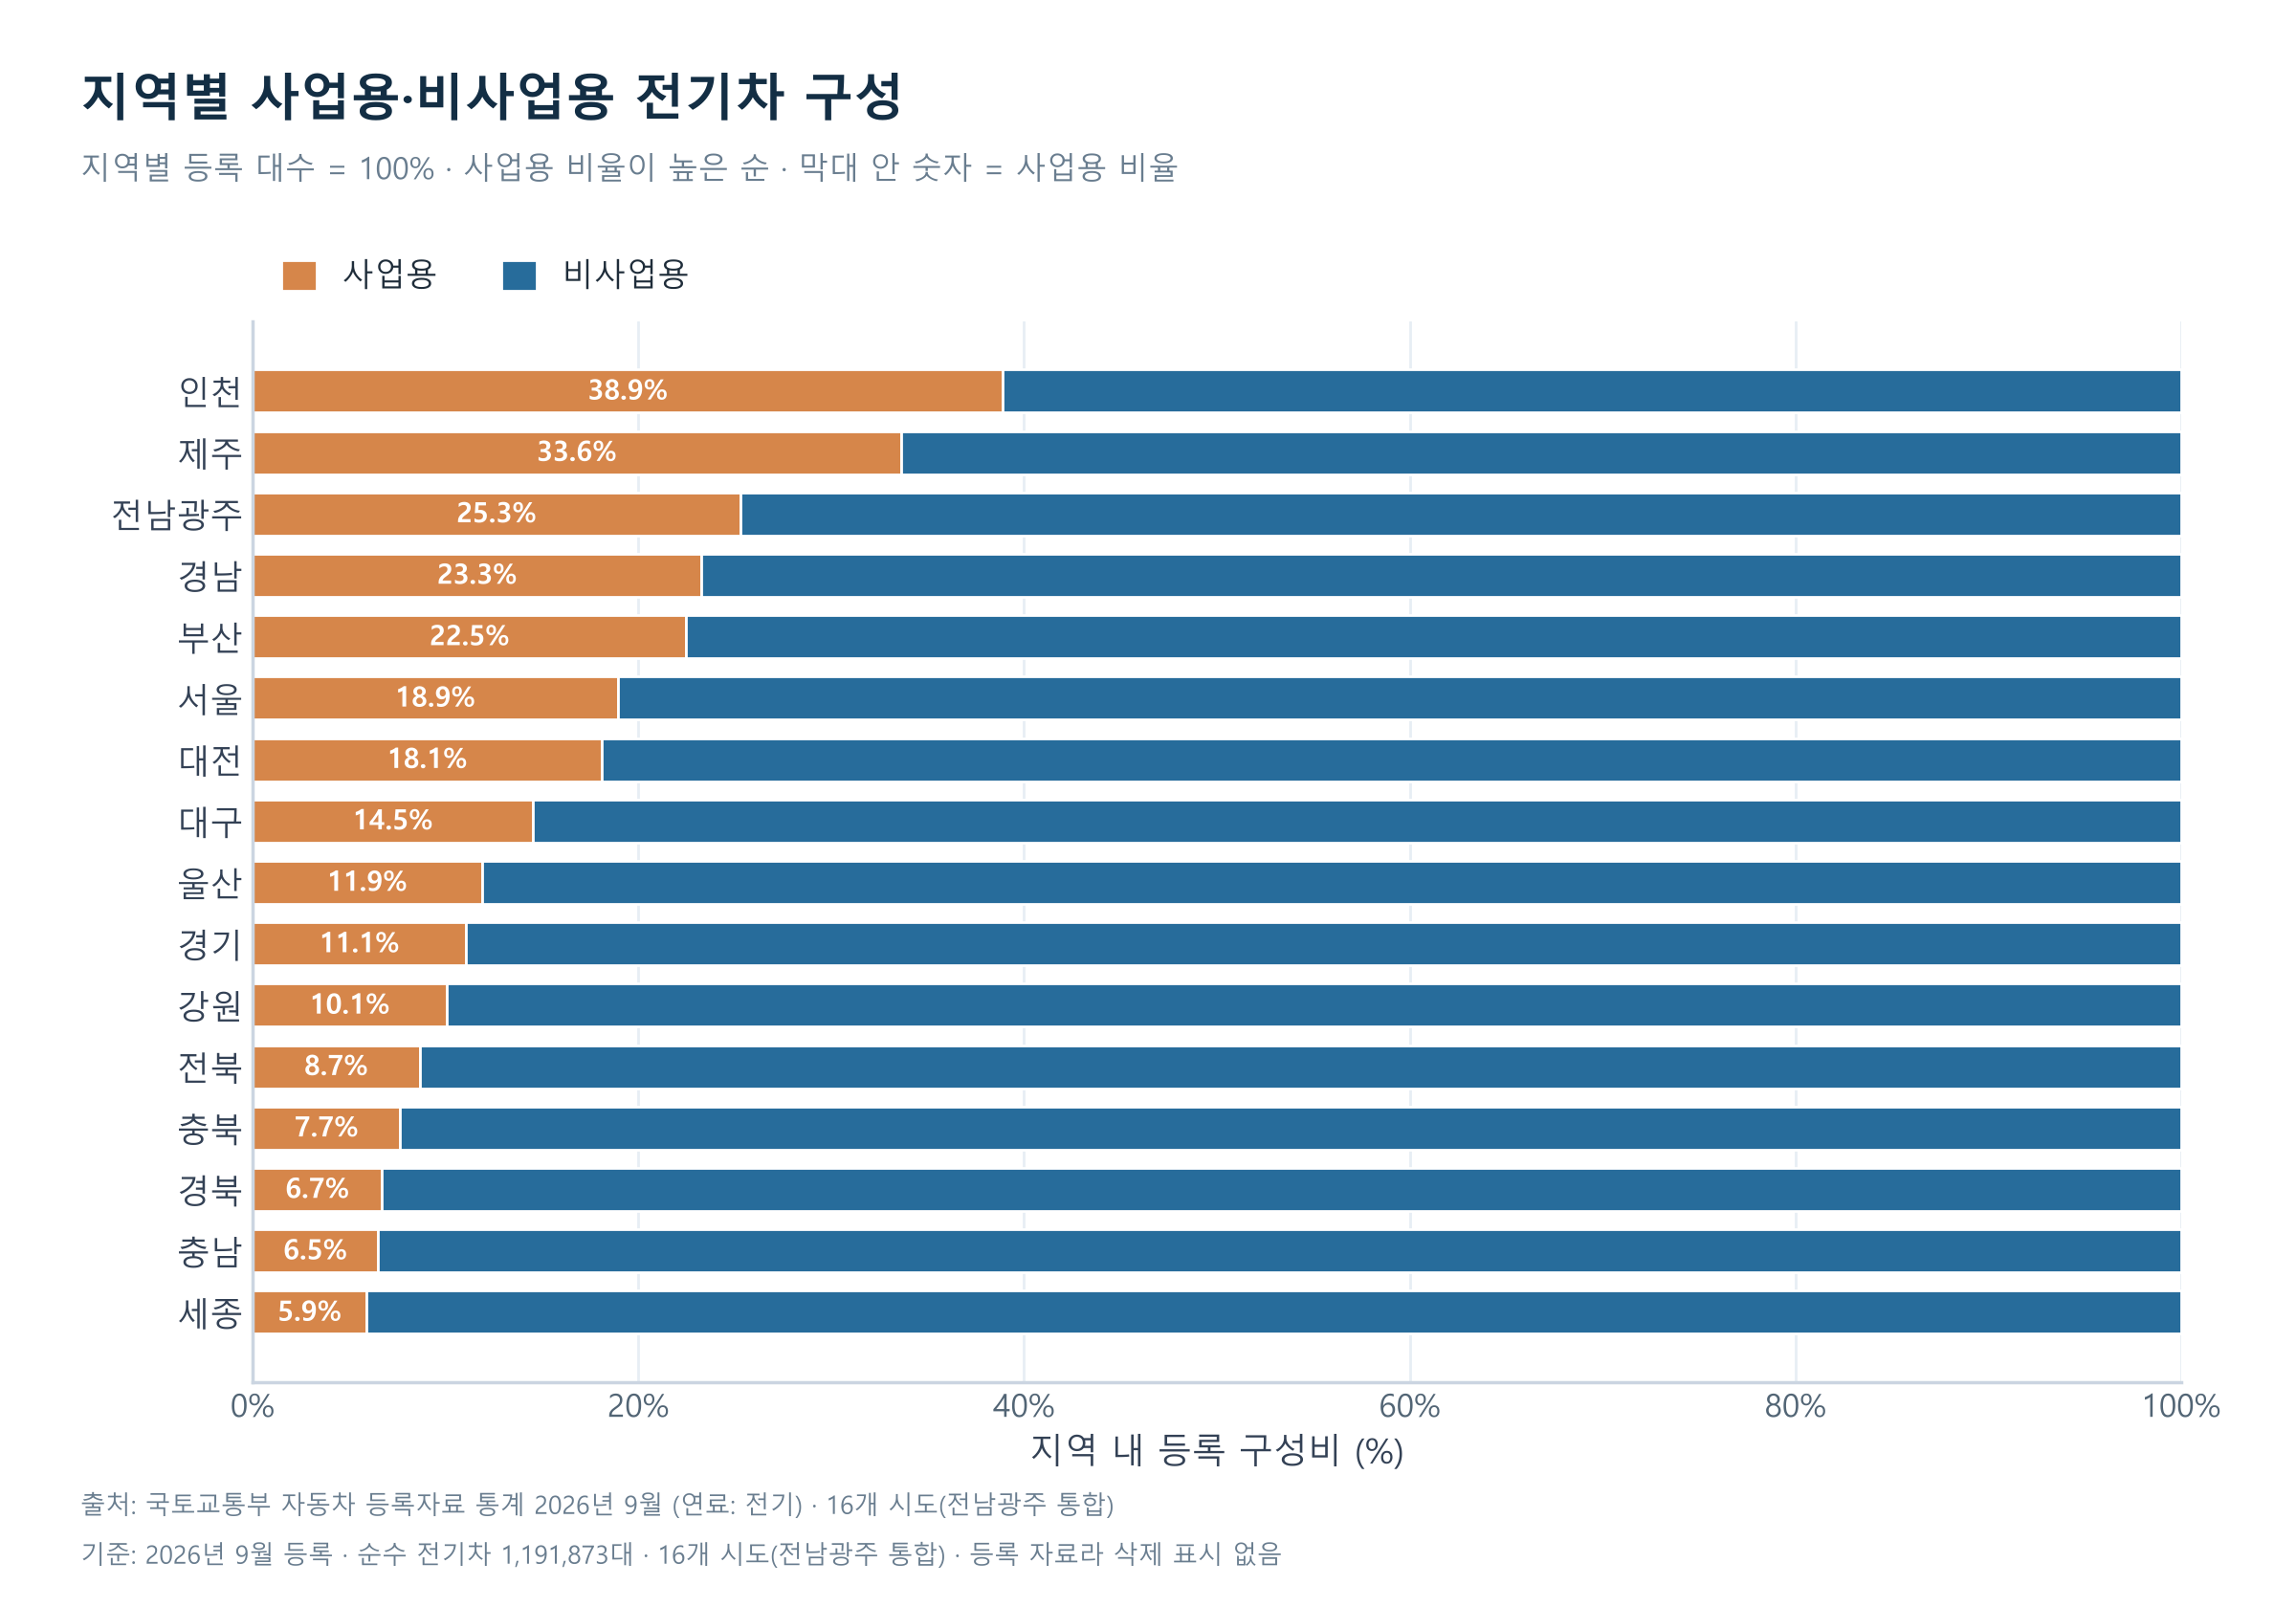 지역별 사업용·비사업용 전기차 구성
지역별 등록 대수 = 100% · 사업용 비율이 높은 순 · 막대 안 숫자 = 사업용 비율
사업용 비사업용
인천 38.9%
제주 33.6%
전남광주 25.3%
경남 23.3%
부산 22.5%
서울 18.9%
대전 18.1%
대구 14.5%
울산 11.9%
경기 11.1%
강원 10.1%
전북 8.7%
충북 7.7%
경북 6.7%
충남 6.5%
세종 5.9%
0% 20% 40% 60% 80% 100%
지역 내 등록 구성비 (%)
출처: 국토교통부 자동차 등록자료 통계 2026년 9월 (연료: 전기) · 16개 시도(전남광주 통합)
기준: 2026년 9월 등록 · 순수 전기차 1,191,873대 · 16개 시도(전남광주 통합) · 등록 자료라 삭제 표시 없음